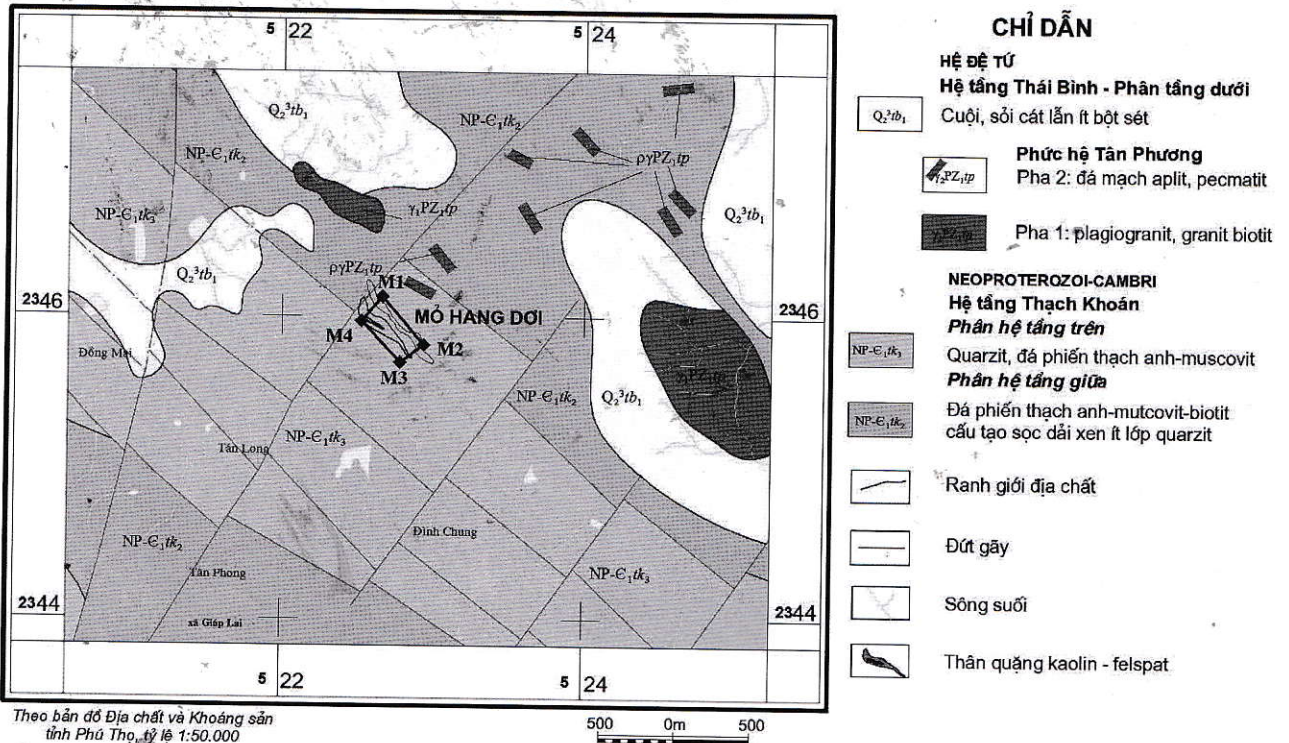 5 22
5 24
Q₂³tb₁
NP-Є₁tk₂
NP-Є₁tk₂
ργPZ₁tp
NP-Є₁tk₃
γ₁PZ₁tp
Q₂³tb₁
Q₂³tb₁
ργPZ₁tp
M1
2346
2346
MỎ HANG DƠI
M4
M2
Đồng Mei
M3
NP-Є₁tk₂
Q₂³tb₁
γ₁PZ₁tp
Tân Long
NP-Є₁tk₃
Đình Chung
NP-Є₁tk₂
Tân Phong
NP-Є₁tk₃
2344
2344
xã Giáp Lai
5 22
5 24
Theo bản đồ Địa chất và Khoáng sản
tỉnh Phú Thọ, tỷ lệ 1:50.000
500 0m 500
CHỈ DẪN
HỆ ĐỆ TỨ
Hệ tầng Thái Bình - Phân tầng dưới
Q₂³tb₁ Cuội, sỏi cát lẫn ít bột sét
Phức hệ Tân Phương
γ₂PZ₁tp Pha 2: đá mạch aplit, pecmatit
Pha 1: plagiogranit, granit biotit
NEOPROTEROZOI-CAMBRI
Hệ tầng Thạch Khoán
Phân hệ tầng trên
NP-Є₁tk₃ Quarzit, đá phiến thạch anh-muscovit
Phân hệ tầng giữa
NP-Є₁tk₂ Đá phiến thạch anh-mutcovit-biotit
cấu tạo sọc dải xen ít lớp quarzit
Ranh giới địa chất
Đứt gãy
Sông suối
Thân quặng kaolin - felspat